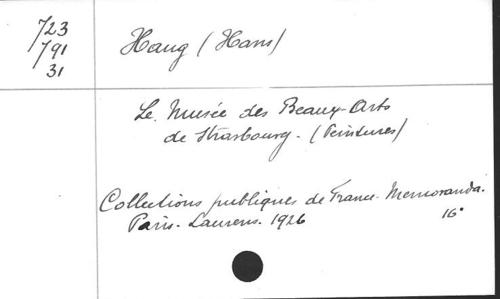 /723
/791
31
Haug (Hans)
Le Musée des Beaux-Arts
de Strasbourg. (Peintures)
Collections publiques de France. Memoranda.
Paris. Laurens. 1926
16°